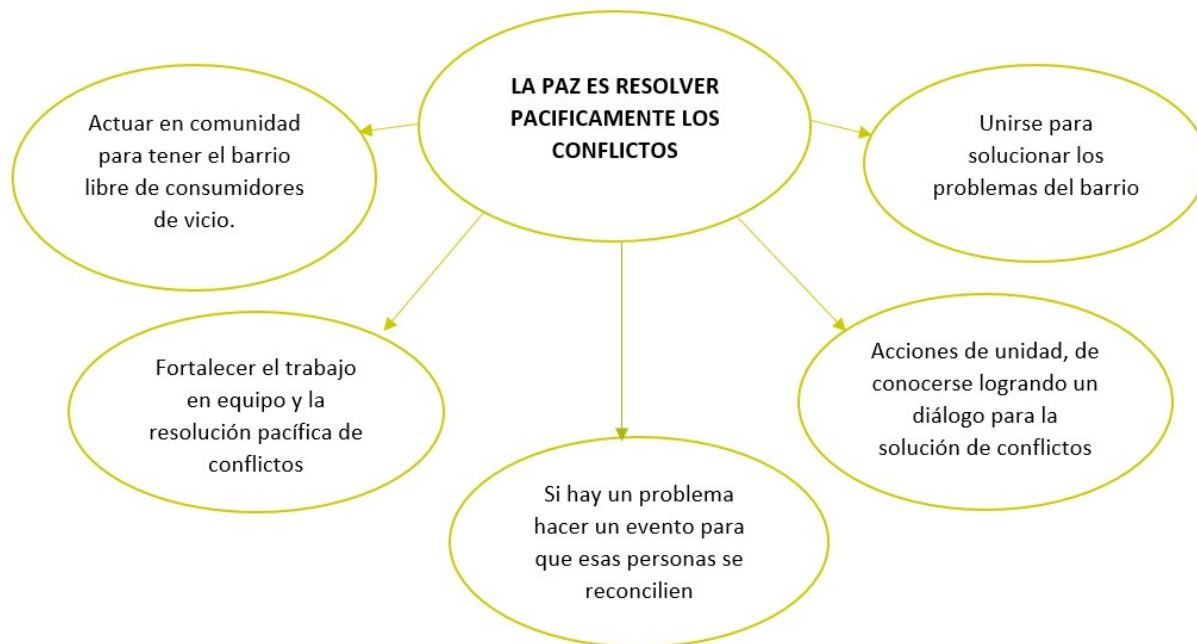 LA PAZ ES RESOLVER
PACIFICAMENTE LOS
CONFLICTOS
Actuar en comunidad
para tener el barrio
libre de consumidores
de vicio.
Unirse para
solucionar los
problemas del barrio
Fortalecer el trabajo
en equipo y la
resolución pacífica de
conflictos
Acciones de unidad, de
conocerse logrando un
diálogo para la
solución de conflictos
Si hay un problema
hacer un evento para
que esas personas se
reconcilien